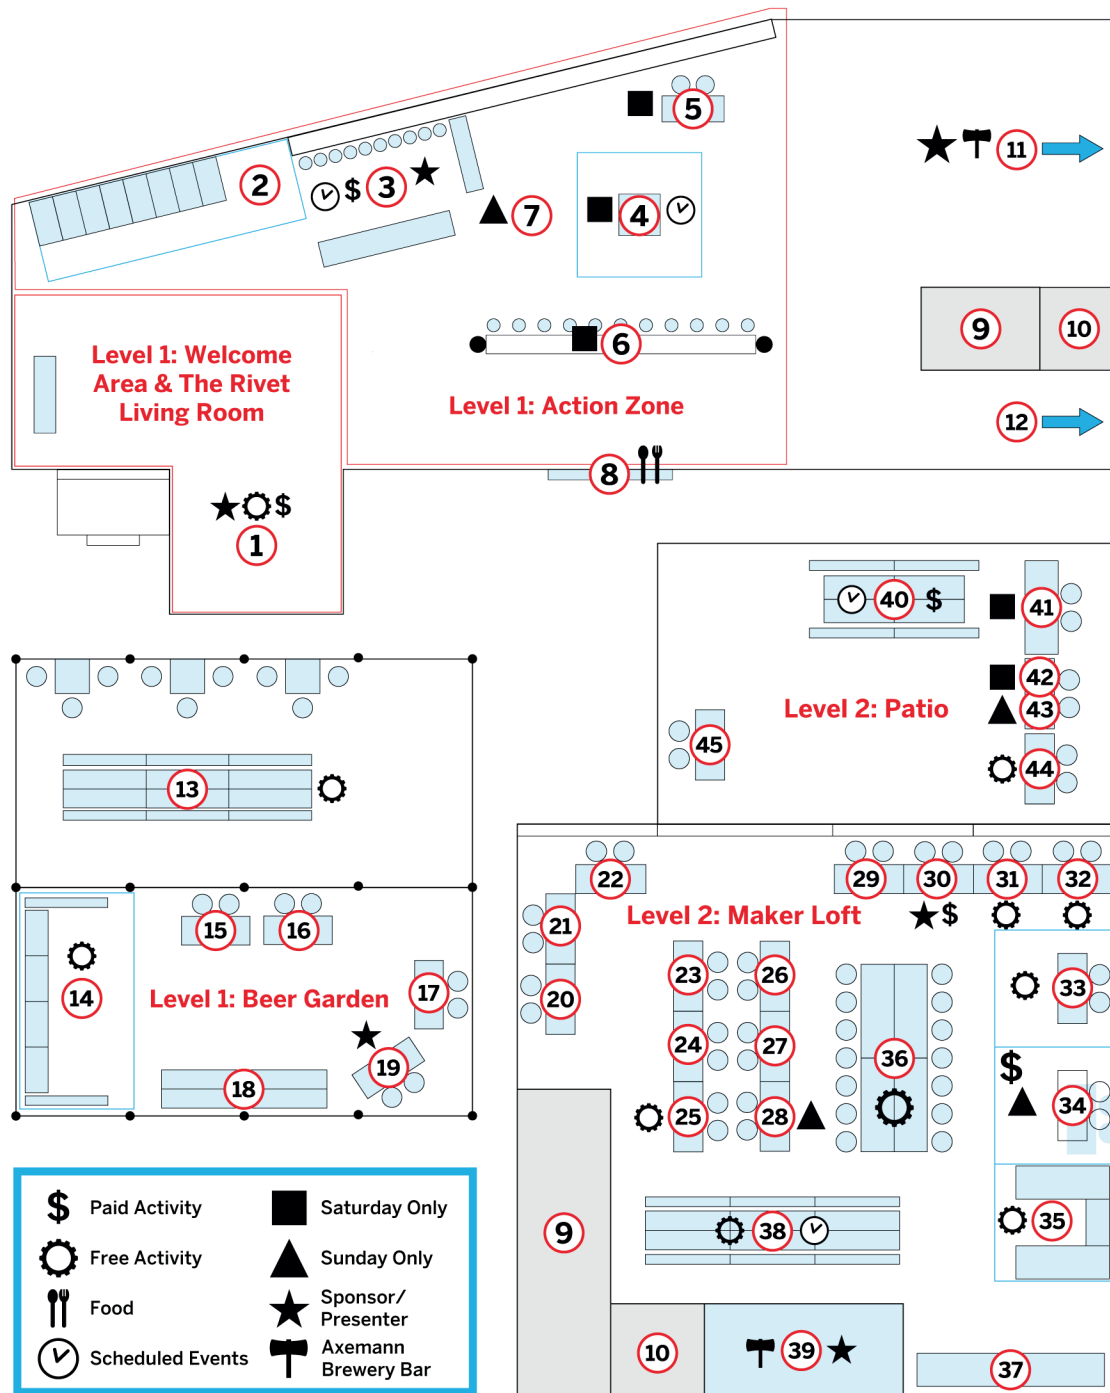 5
11
2
$ 3
7
4
9
10
6
Level 1: Welcome
Area & The Rivet
Living Room
Level 1: Action Zone
12
8
$
1
40 $
41
42
Level 2: Patio
43
45
44
13
22
29
30
31
32
21
Level 2: Maker Loft
$
15
16
23
26
33
14
Level 1: Beer Garden
17
20
24
27
36
$
19
18
25
28
34
38
35
9
10
39
37
$ Paid Activity
Saturday Only
Free Activity
Sunday Only
Food
Sponsor/
Presenter
Scheduled Events
Axemann
Brewery Bar